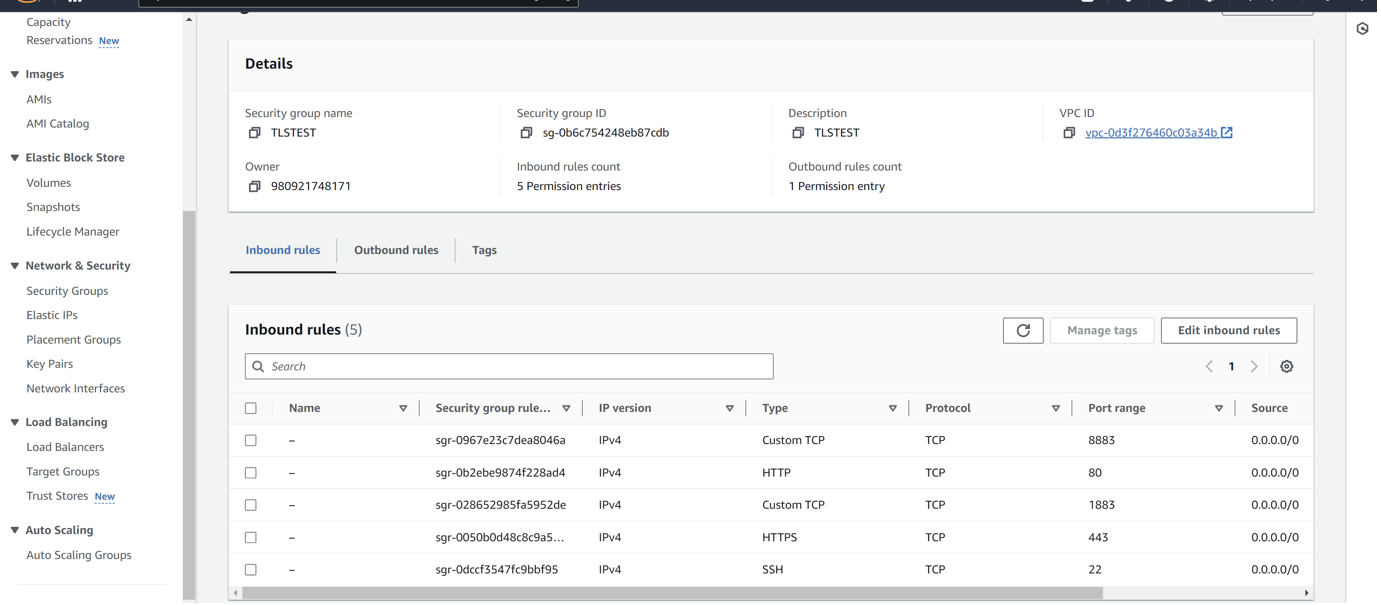 Capacity
Reservations New
Images
AMIs
AMI Catalog
Elastic Block Store
Volumes
Snapshots
Lifecycle Manager
Network & Security
Security Groups
Elastic IPs
Placement Groups
Key Pairs
Network Interfaces
Load Balancing
Load Balancers
Target Groups
Trust Stores New
Auto Scaling
Auto Scaling Groups
Details
Security group name
TLSTEST
Security group ID
sg-0b6c754248eb87cdb
Description
TLSTEST
VPC ID
vpc-0d3f276460c03a34b
Owner
980921748171
Inbound rules count
5 Permission entries
Outbound rules count
1 Permission entry
Inbound rules Outbound rules Tags
Inbound rules (5)
Manage tags Edit inbound rules
Search
1
Name Security group rule... IP version Type Protocol Port range Source
– sgr-0967e23c7dea8046a IPv4 Custom TCP TCP 8883 0.0.0.0/0
– sgr-0b2ebe9874f228ad4 IPv4 HTTP TCP 80 0.0.0.0/0
– sgr-028652985fa5952de IPv4 Custom TCP TCP 1883 0.0.0.0/0
– sgr-0050b0d48c8c9a5... IPv4 HTTPS TCP 443 0.0.0.0/0
– sgr-0dccf3547fc9bbf95 IPv4 SSH TCP 22 0.0.0.0/0